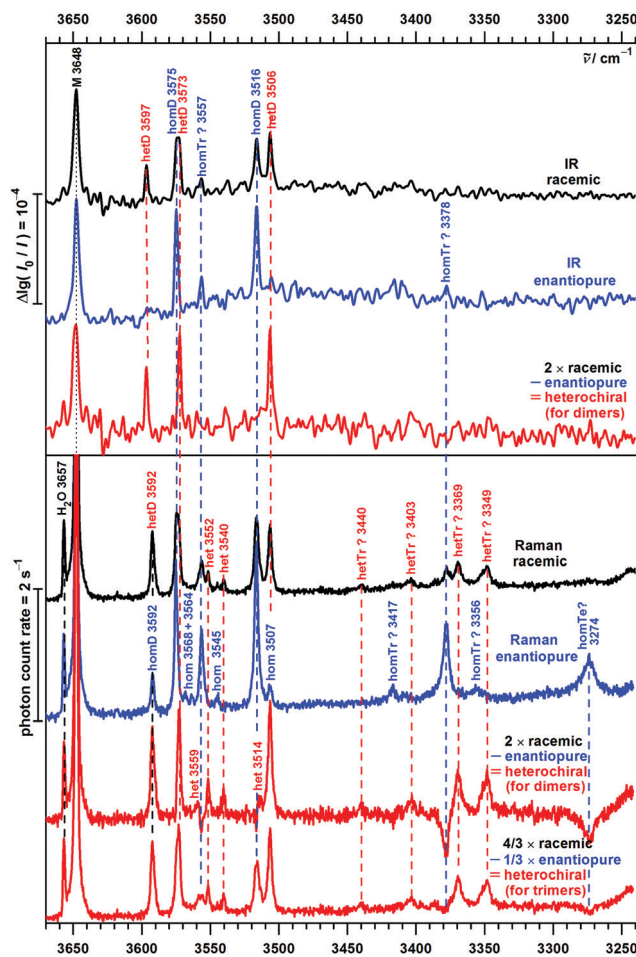 3650 3600 3550 3500 3450 3400 3350 3300 3250
ν̃/ cm⁻¹
M 3648
hetD 3597
homD 3575
hetD 3573
homTr ? 3557
homD 3516
hetD 3506
IR
racemic
Δlg(I₀ / I) = 10⁻⁴
homTr ? 3378
IR
enantiopure
2 × racemic
– enantiopure
= heterochiral
(for dimers)
H₂O 3657
hetD 3592
het 3552
het 3540
hetTr ? 3440
hetTr ? 3403
hetTr ? 3369
hetTr ? 3349
Raman
racemic
photon count rate = 2 s⁻¹
homD 3592
hom 3568 + 3564
hom 3545
hom 3507
homTr ? 3417
homTr ? 3356
Raman
enantiopure
homTe?
3274
het 3559
het 3514
2 × racemic
– enantiopure
= heterochiral
(for dimers)
4/3 × racemic
– 1/3 × enantiopure
= heterochiral
(for trimers)
3650 3600 3550 3500 3450 3400 3350 3300 3250